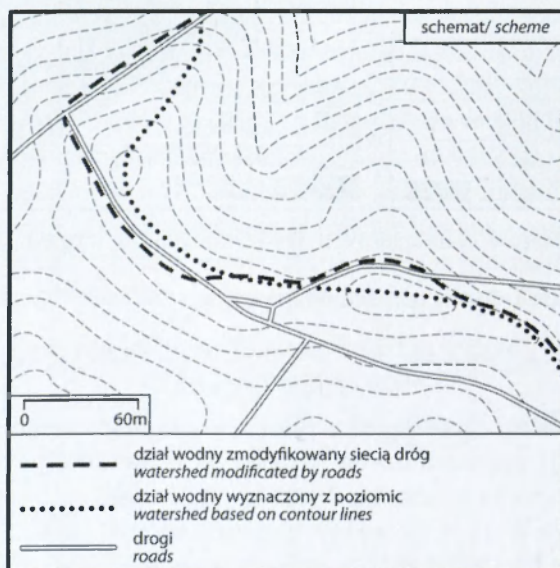 schemat/ scheme
0 60m
dział wodny zmodyfikowany siecią dróg
watershed modificated by roads
dział wodny wyznaczony z poziomic
watershed based on contour lines
drogi
roads